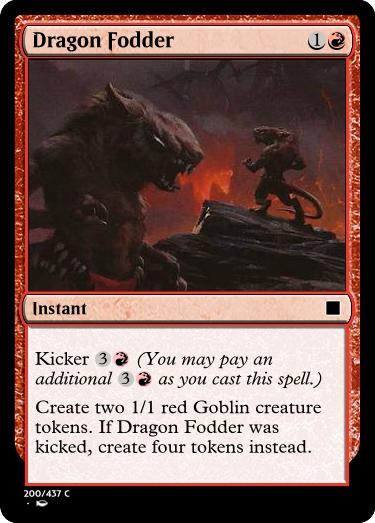 Dragon Fodder 1
Instant
Kicker 3 (You may pay an
additional 3 as you cast this spell.)
Create two 1/1 red Goblin creature
tokens. If Dragon Fodder was
kicked, create four tokens instead.
200/437 C